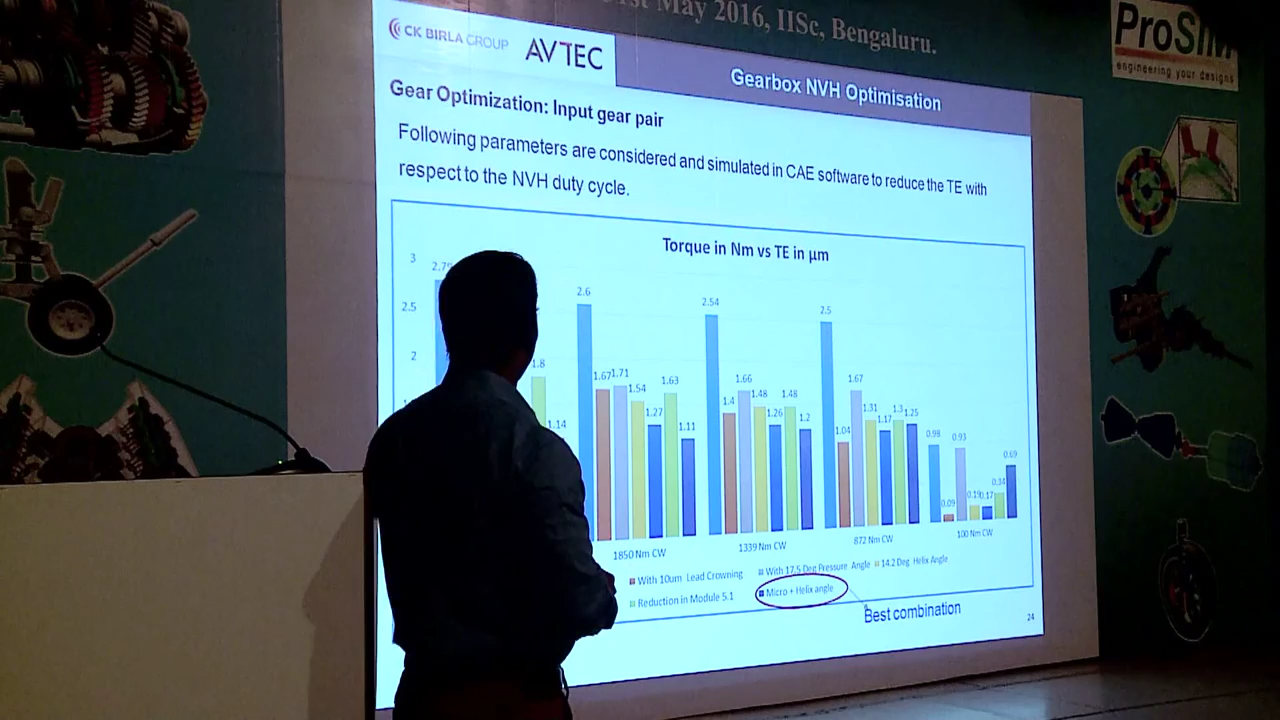 May 2016, IISc, Bengaluru.
ProSIM
engineering your designs
CK BIRLA GROUP
AVTEC
Gearbox NVH Optimisation
Gear Optimization: Input gear pair
Following parameters are considered and simulated in CAE software to reduce the TE with
respect to the NVH duty cycle.
Torque in Nm vs TE in µm
3
2.5
2
1.8
1.14
2.6
1.67
1.71
1.54
1.27
1.63
1.11
2.54
1.4
1.66
1.48
1.26
1.48
1.2
2.5
1.04
1.67
1.31
1.17
1.3
1.25
0.98
0.09
0.93
0.19
0.17
0.34
0.69
1850 Nm CW
1339 Nm CW
872 Nm CW
100 Nm CW
With 10um Lead Crowning
With 17.5 Deg Pressure Angle
14.2 Deg Helix Angle
Reduction in Module 5.1
Micro + Helix angle
Best combination
24